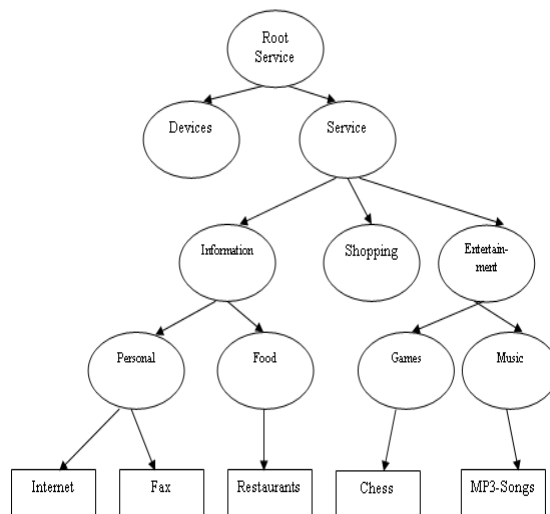 Root
Service
Devices
Service
Information
Shopping
Entertain-
ment
Personal
Food
Games
Music
Internet
Fax
Restaurants
Chess
MP3-Songs